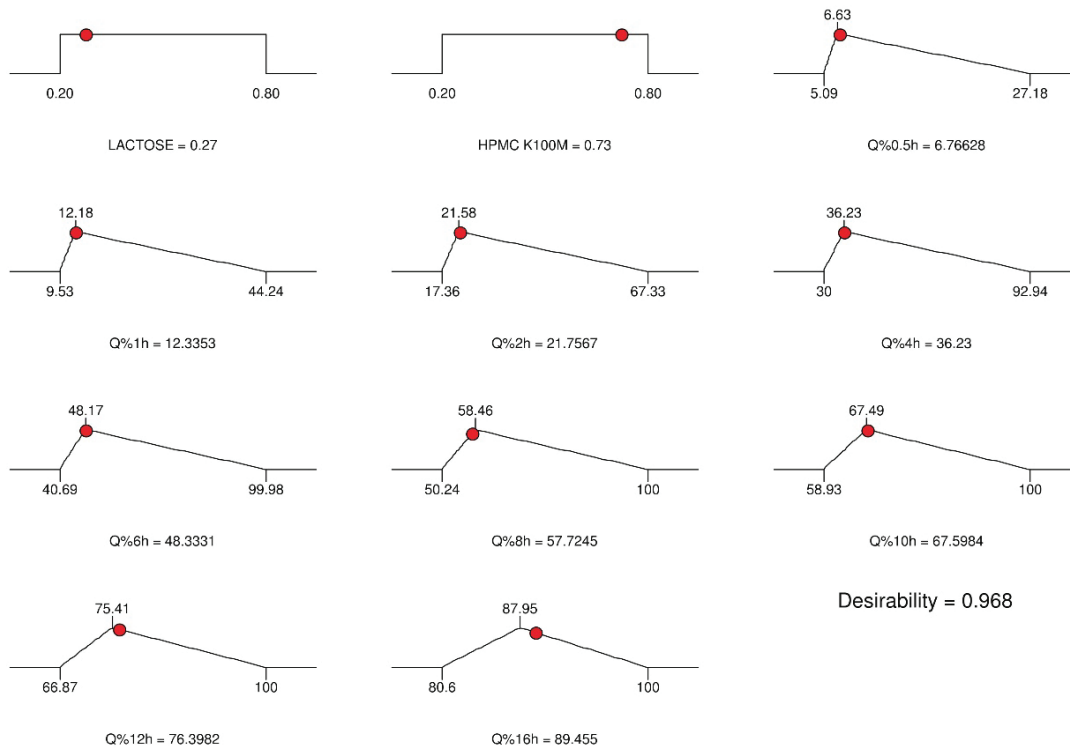 0.20 0.80
LACTOSE = 0.27
0.20 0.80
HPMC K100M = 0.73
6.63
5.09 27.18
Q%0.5h = 6.76628
12.18
9.53 44.24
Q%1h = 12.3353
21.58
17.36 67.33
Q%2h = 21.7567
36.23
30 92.94
Q%4h = 36.23
48.17
40.69 99.98
Q%6h = 48.3331
58.46
50.24 100
Q%8h = 57.7245
67.49
58.93 100
Q%10h = 67.5984
75.41
66.87 100
Q%12h = 76.3982
87.95
80.6 100
Q%16h = 89.455
Desirability = 0.968